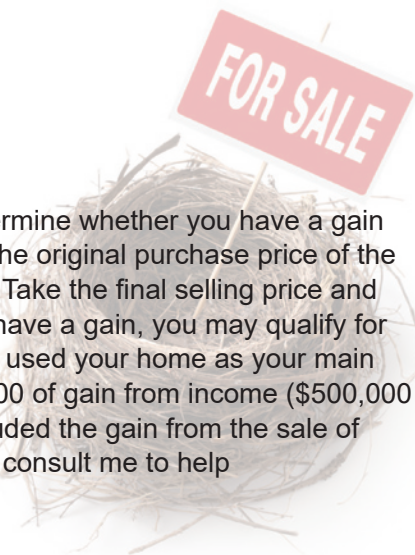 FOR SALE
rmine whether you have a gain
he original purchase price of the
Take the final selling price and
have a gain, you may qualify for
used your home as your main
00 of gain from income ($500,000
uded the gain from the sale of
consult me to help